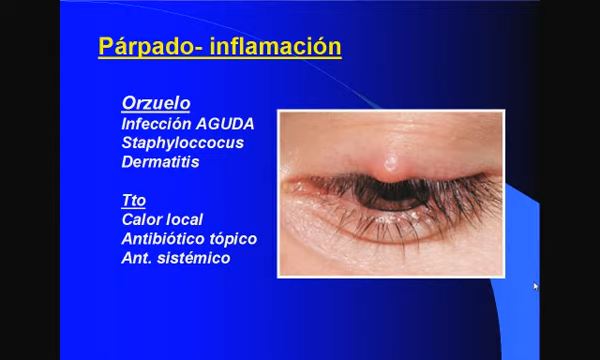 Párpado- inflamación
Orzuelo
Infección AGUDA
Staphyloccocus
Dermatitis
Tto
Calor local
Antibiótico tópico
Ant. sistémico